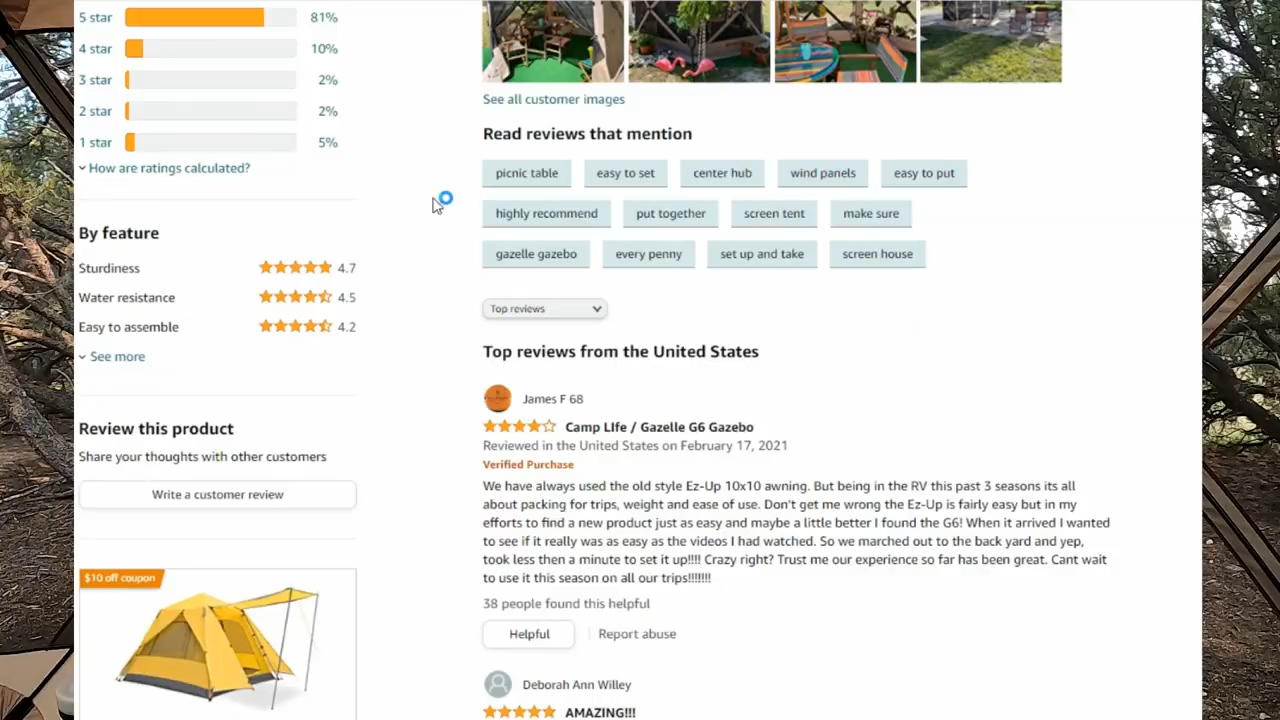 5 star 81%
4 star 10%
3 star 2%
2 star 2%
1 star 5%
How are ratings calculated?
By feature
Sturdiness 4.7
Water resistance 4.5
Easy to assemble 4.2
See more
Review this product
Share your thoughts with other customers
Write a customer review
$10 off coupon
See all customer images
Read reviews that mention
picnic table easy to set center hub wind panels easy to put
highly recommend put together screen tent make sure
gazelle gazebo every penny set up and take screen house
Top reviews
Top reviews from the United States
James F 68
Camp LIfe / Gazelle G6 Gazebo
Reviewed in the United States on February 17, 2021
Verified Purchase
We have always used the old style Ez-Up 10x10 awning. But being in the RV this past 3 seasons its all
about packing for trips, weight and ease of use. Don't get me wrong the Ez-Up is fairly easy but in my
efforts to find a new product just as easy and maybe a little better I found the G6! When it arrived I wanted
to see if it really was as easy as the videos I had watched. So we marched out to the back yard and yep,
took less then a minute to set it up!!!! Crazy right? Trust me our experience so far has been great. Cant wait
to use it this season on all our trips!!!!!!!
38 people found this helpful
Helpful Report abuse
Deborah Ann Willey
AMAZING!!!